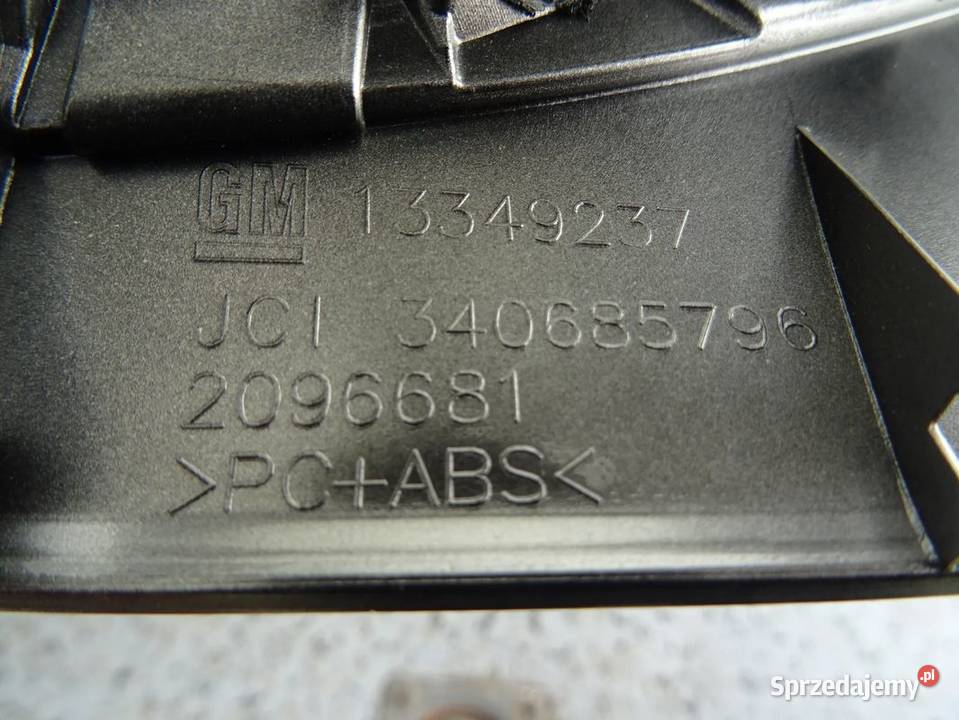 GM 13349237
JCI 340685796
2096681
>PC+ABS<
Sprzedajemy.pl